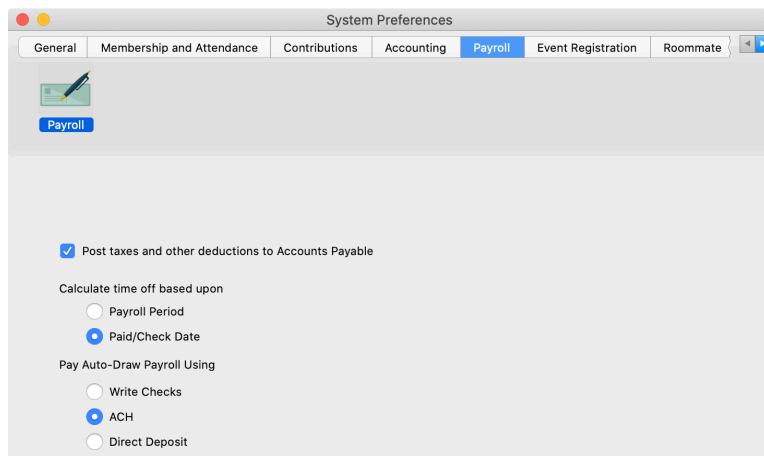 System Preferences
General Membership and Attendance Contributions Accounting Payroll Event Registration Roommate
Payroll
Post taxes and other deductions to Accounts Payable
Calculate time off based upon
Payroll Period
Paid/Check Date
Pay Auto-Draw Payroll Using
Write Checks
ACH
Direct Deposit